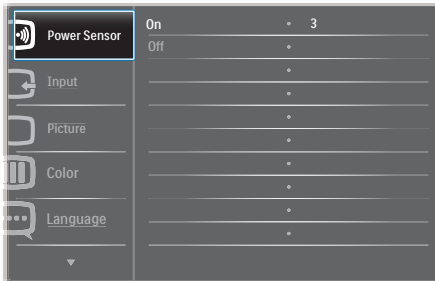 Power Sensor
On 3
Off
Input
Picture
Color
Language